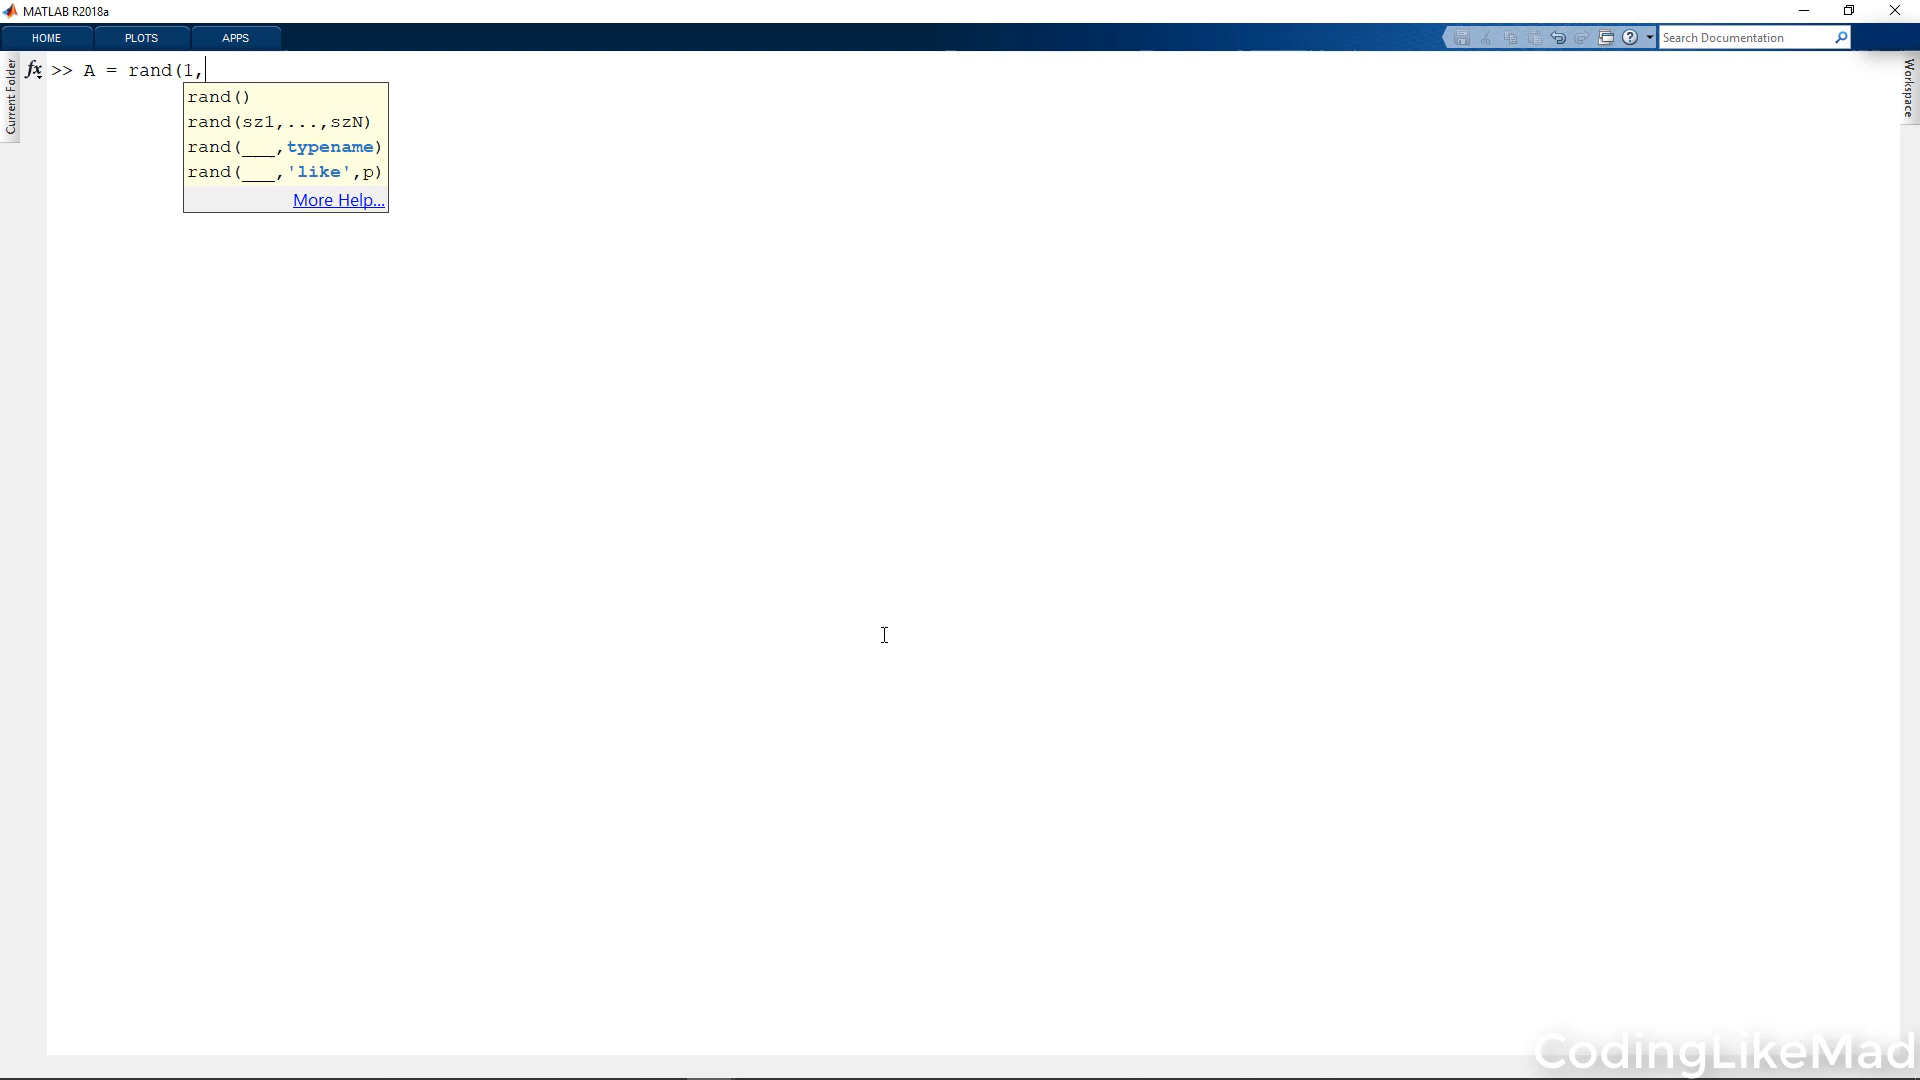 MATLAB R2018a
HOME
PLOTS
APPS
Search Documentation
Current Folder
fx >> A = rand(1,
Workspace
rand()
rand(sz1,...,szN)
rand(___,typename)
rand(___,'like',p)
More Help...
CodingLikeMad